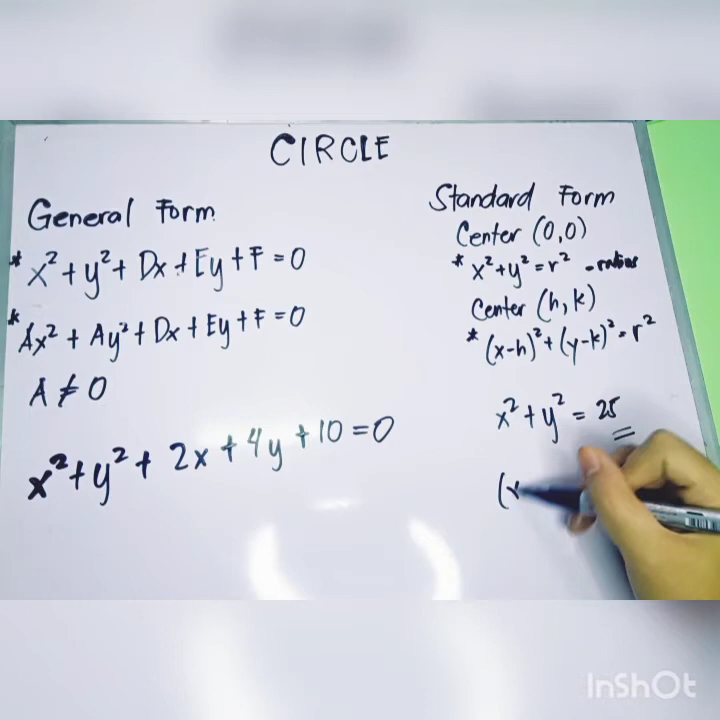 CIRCLE
General Form
* x²+y²+Dx+Ey+F=0
* Ax²+Ay²+Dx+Ey+F=0
A≠0
x²+y²+2x+4y+10=0
Standard Form
Center (0,0)
* x²+y²=r² - radius
Center (h,k)
* (x-h)²+(y-k)²=r²
x²+y²=25
(x
InShOt